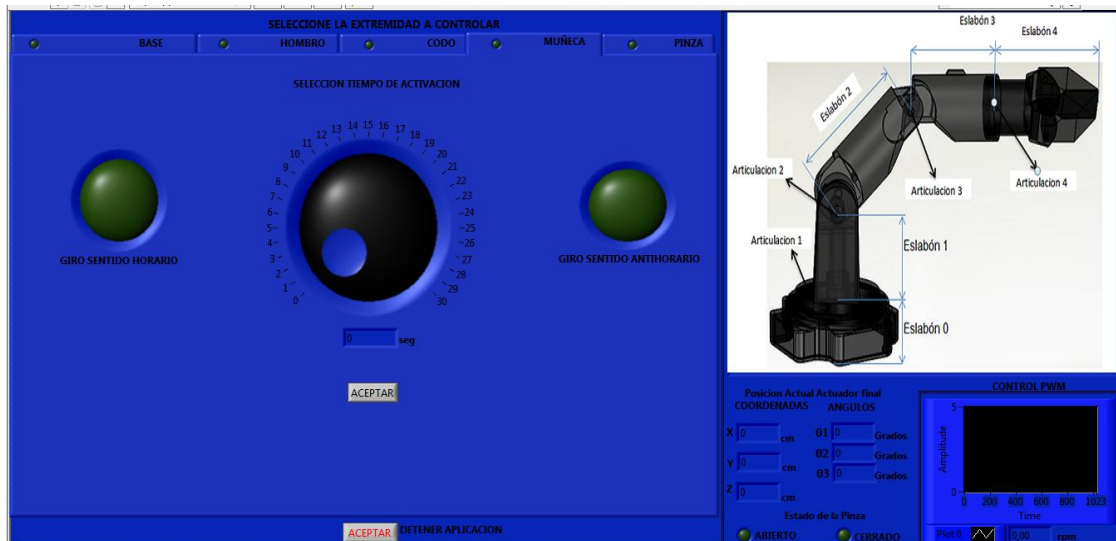 SELECCIONE LA EXTREMIDAD A CONTROLAR
BASE
HOMBRO
CODO
MUÑECA
PINZA
SELECCION TIEMPO DE ACTIVACION
0
1
2
3
4
5
6
7
8
9
10
11
12
13
14
15
16
17
18
19
20
21
22
23
24
25
26
27
28
29
30
GIRO SENTIDO HORARIO
GIRO SENTIDO ANTIHORARIO
0 seg
ACEPTAR
ACEPTAR DETENER APLICACION
Eslabón 3
Eslabón 4
Eslabón 2
Articulacion 2
Articulacion 3
Articulacion 4
Articulacion 1
Eslabón 1
Eslabón 0
Posicion Actual Actuador final
COORDENADAS ANGULOS
X 0 cm
Y 0 cm
Z 0 cm
θ1 0 Grados
θ2 0 Grados
θ3 0 Grados
Estado de la Pinza
ABIERTO CERRADO
CONTROL PWM
5
0
Amplitude
0 200 400 600 800 1023
Time
Plot 0 0,00 rpm